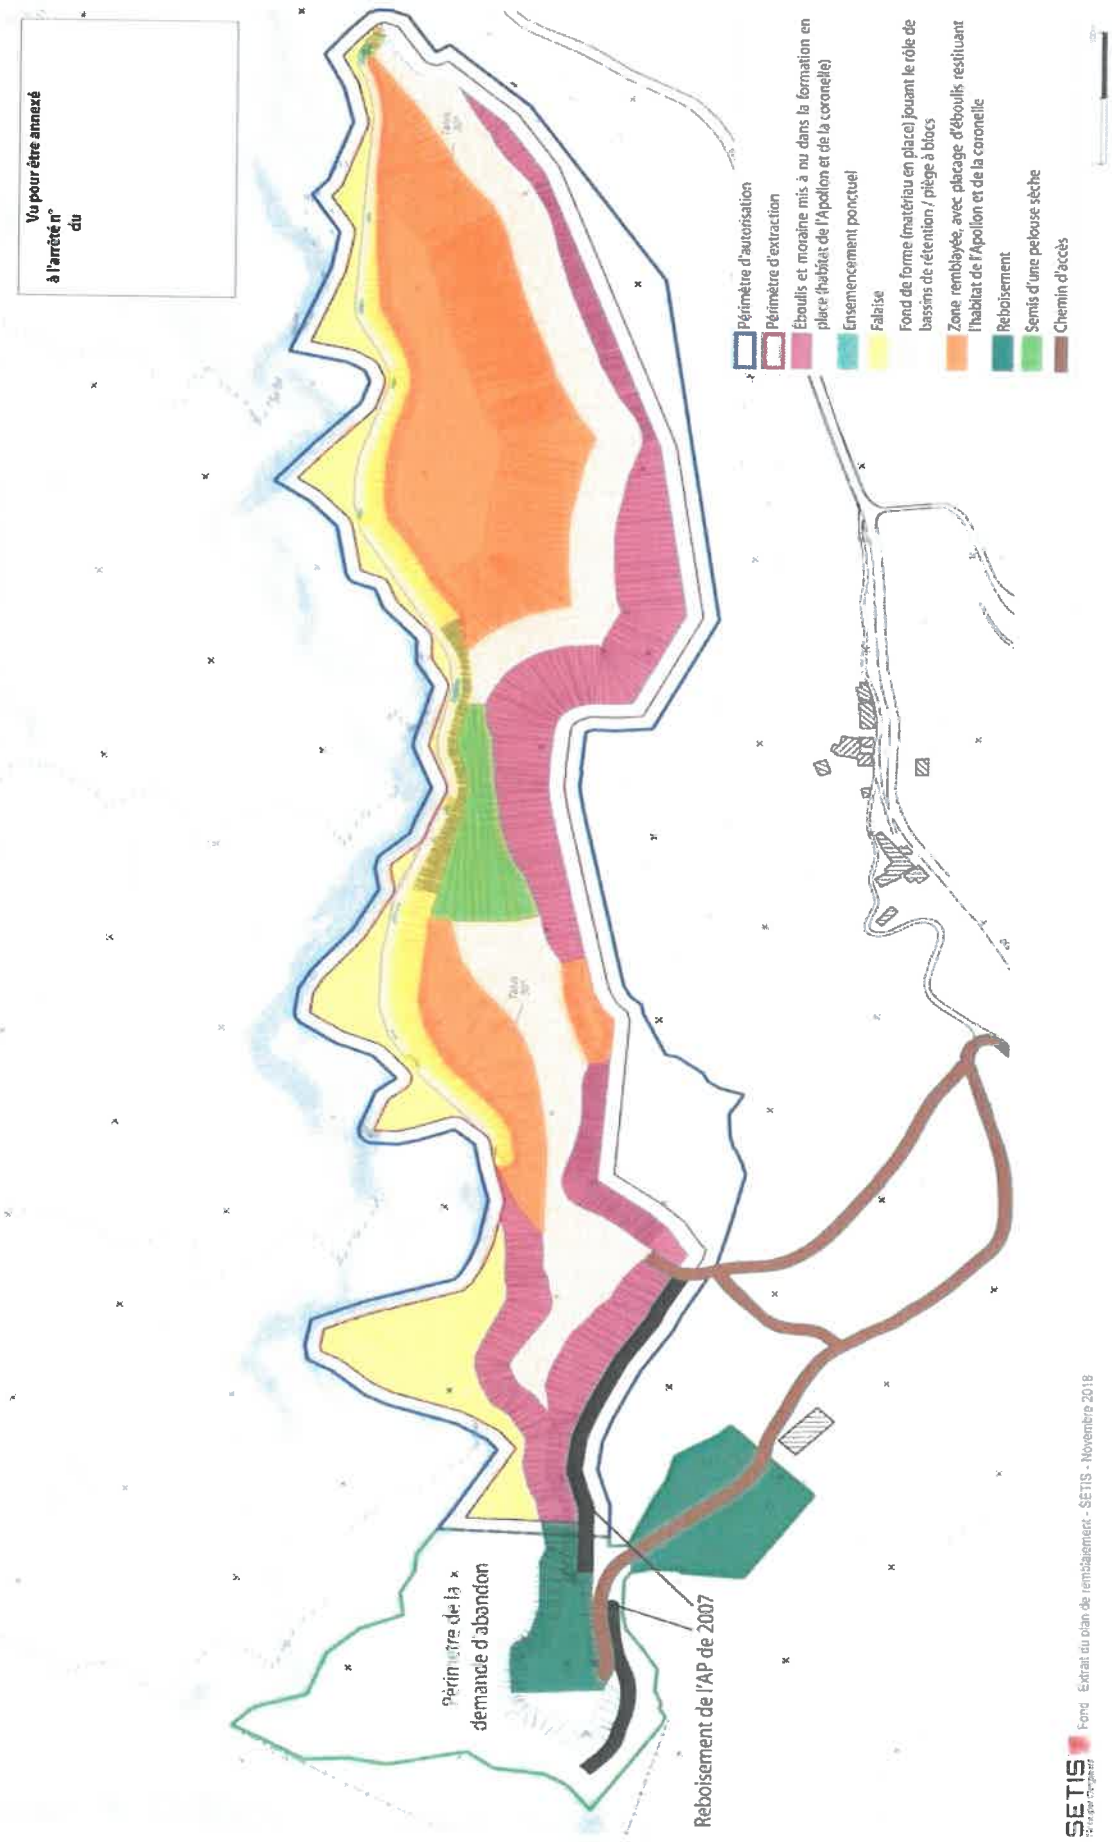 Vu pour être annexé
à l'arrêté n°
du
Talus
Talus
Périmètre d'autorisation
Périmètre d'extraction
Éboulis et moraine mis à nu dans la formation en
place (habitat de l'Apollon et de la coronelle)
Ensemencement ponctuel
Falaise
Fond de forme (matériau en place) jouant le rôle de
bassins de rétention / piège à blocs
Zone remblayée, avec placage d'éboulis restituant
l'habitat de l'Apollon et de la coronelle
Reboisement
Semis d'une pelouse sèche
Chemin d'accès
Périmètre de la
demande d'abandon
Reboisement de l'AP de 2007
SETIS
Fond Extrait du plan de remblaiement - SETIS - Novembre 2018